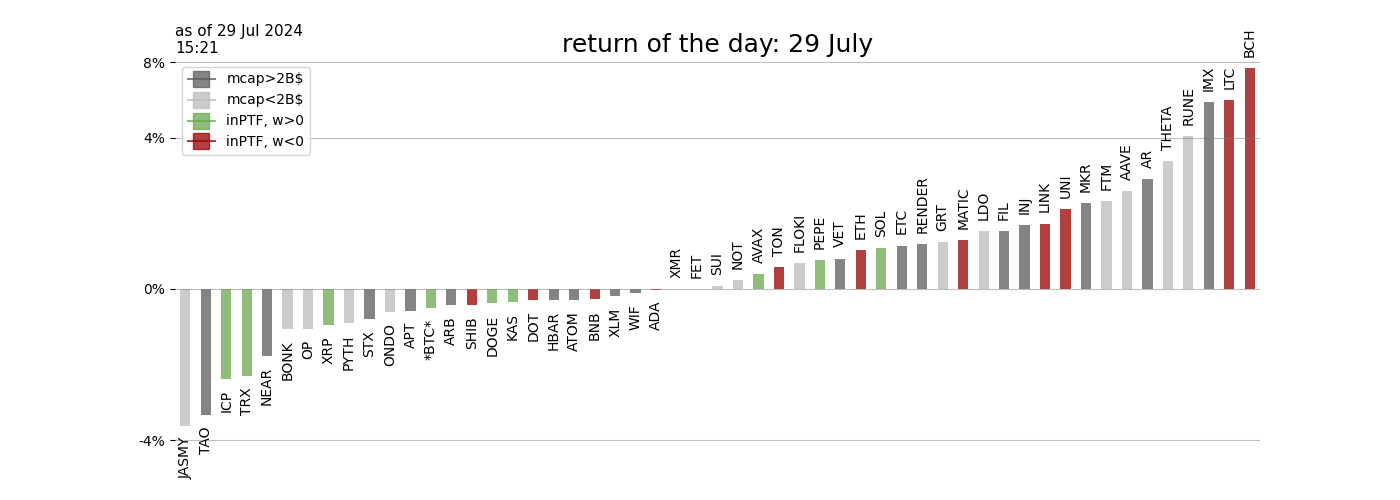 as of 29 Jul 2024
15:21
return of the day: 29 July
8%
4%
0%
-4%
mcap>2B$
mcap<2B$
inPTF, w>0
inPTF, w<0
JASMY
TAO
ICP
TRX
NEAR
BONK
OP
XRP
PYTH
STX
ONDO
APT
*BTC*
ARB
SHIB
DOGE
KAS
DOT
HBAR
ATOM
BNB
XLM
WIF
ADA
XMR
FET
SUI
NOT
AVAX
TON
FLOKI
PEPE
VET
ETH
SOL
ETC
RENDER
GRT
MATIC
LDO
FIL
INJ
LINK
UNI
MKR
FTM
AAVE
AR
THETA
RUNE
IMX
LTC
BCH